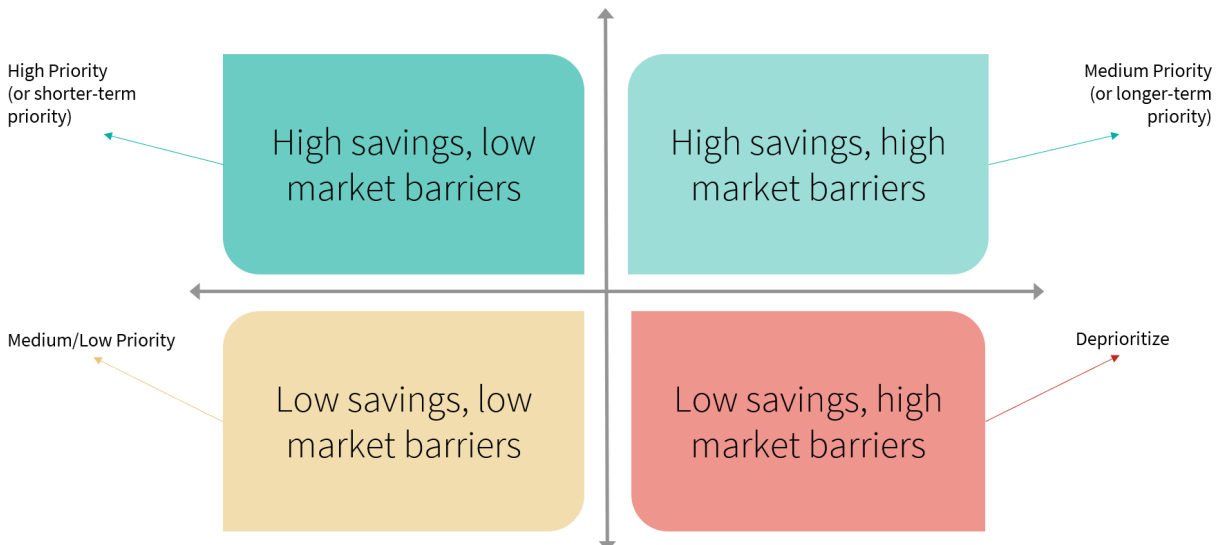 High Priority
(or shorter-term
priority)
High savings, low
market barriers
High savings, high
market barriers
Medium Priority
(or longer-term
priority)
Medium/Low Priority
Low savings, low
market barriers
Low savings, high
market barriers
Deprioritize